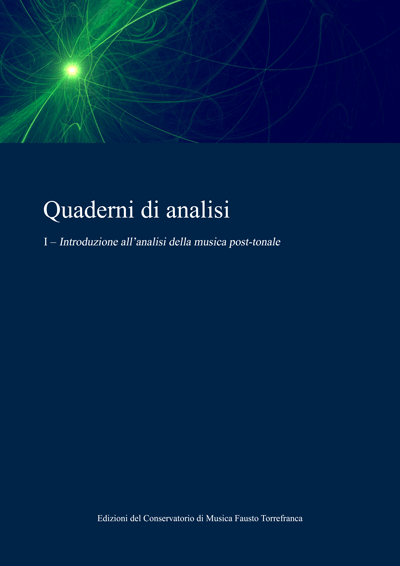 Quaderni di analisi
I – Introduzione all'analisi della musica post-tonale
Edizioni del Conservatorio di Musica Fausto Torrefranca